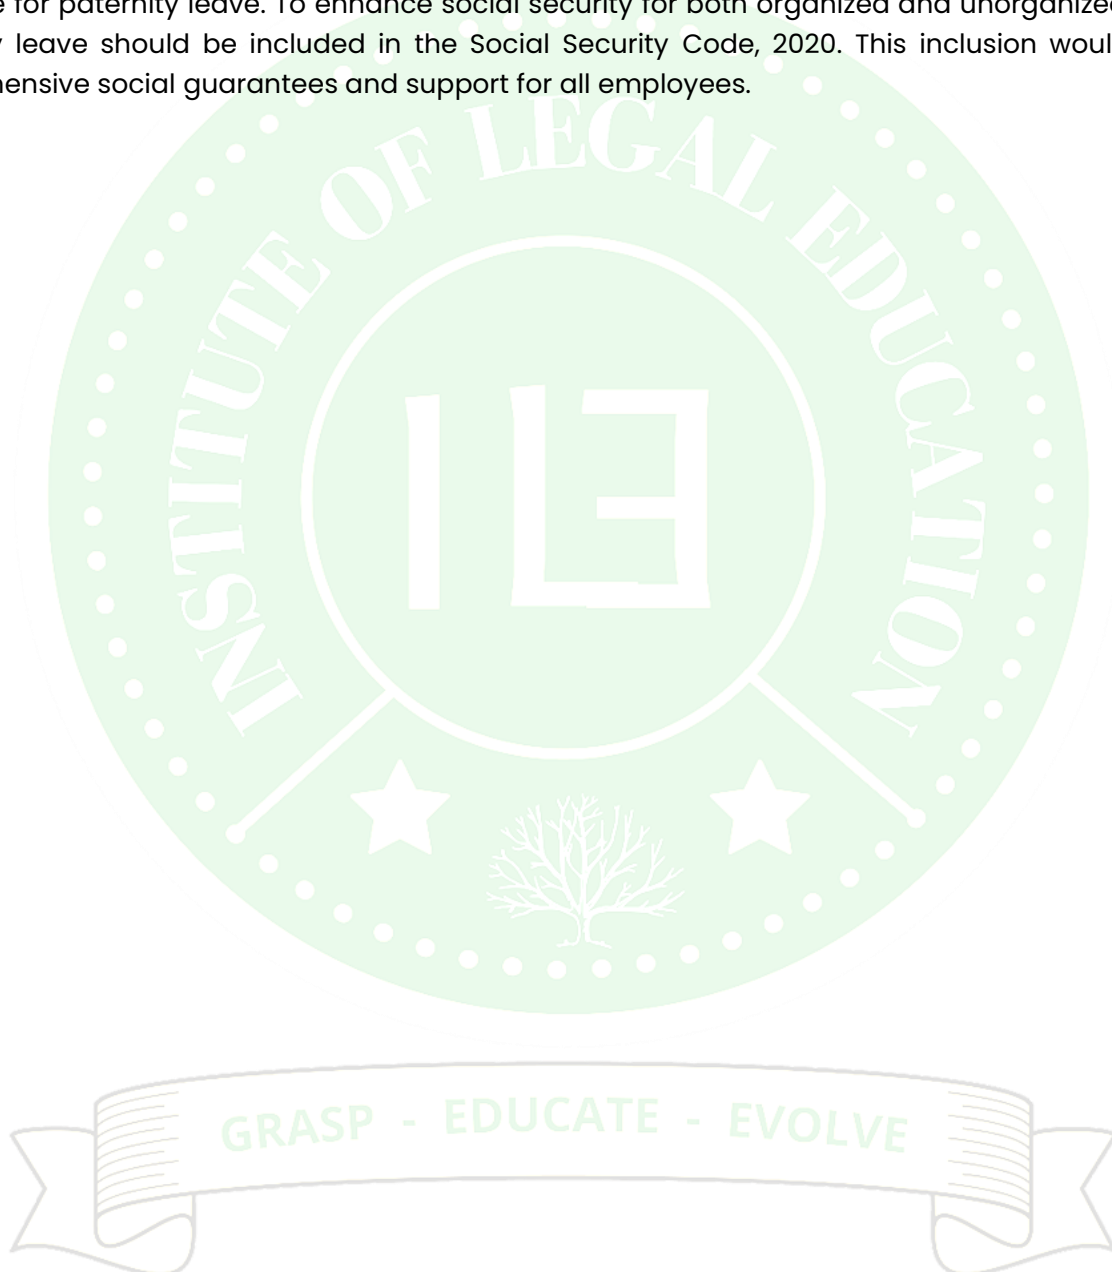 for paternity leave. To enhance social security for both organized and unorganized
leave should be included in the Social Security Code, 2020. This inclusion
social guarantees and support for all employees.
INSTITUTE OF LEGAL EDUCATION
ILE
GRASP - EDUCATE - EVOLVE